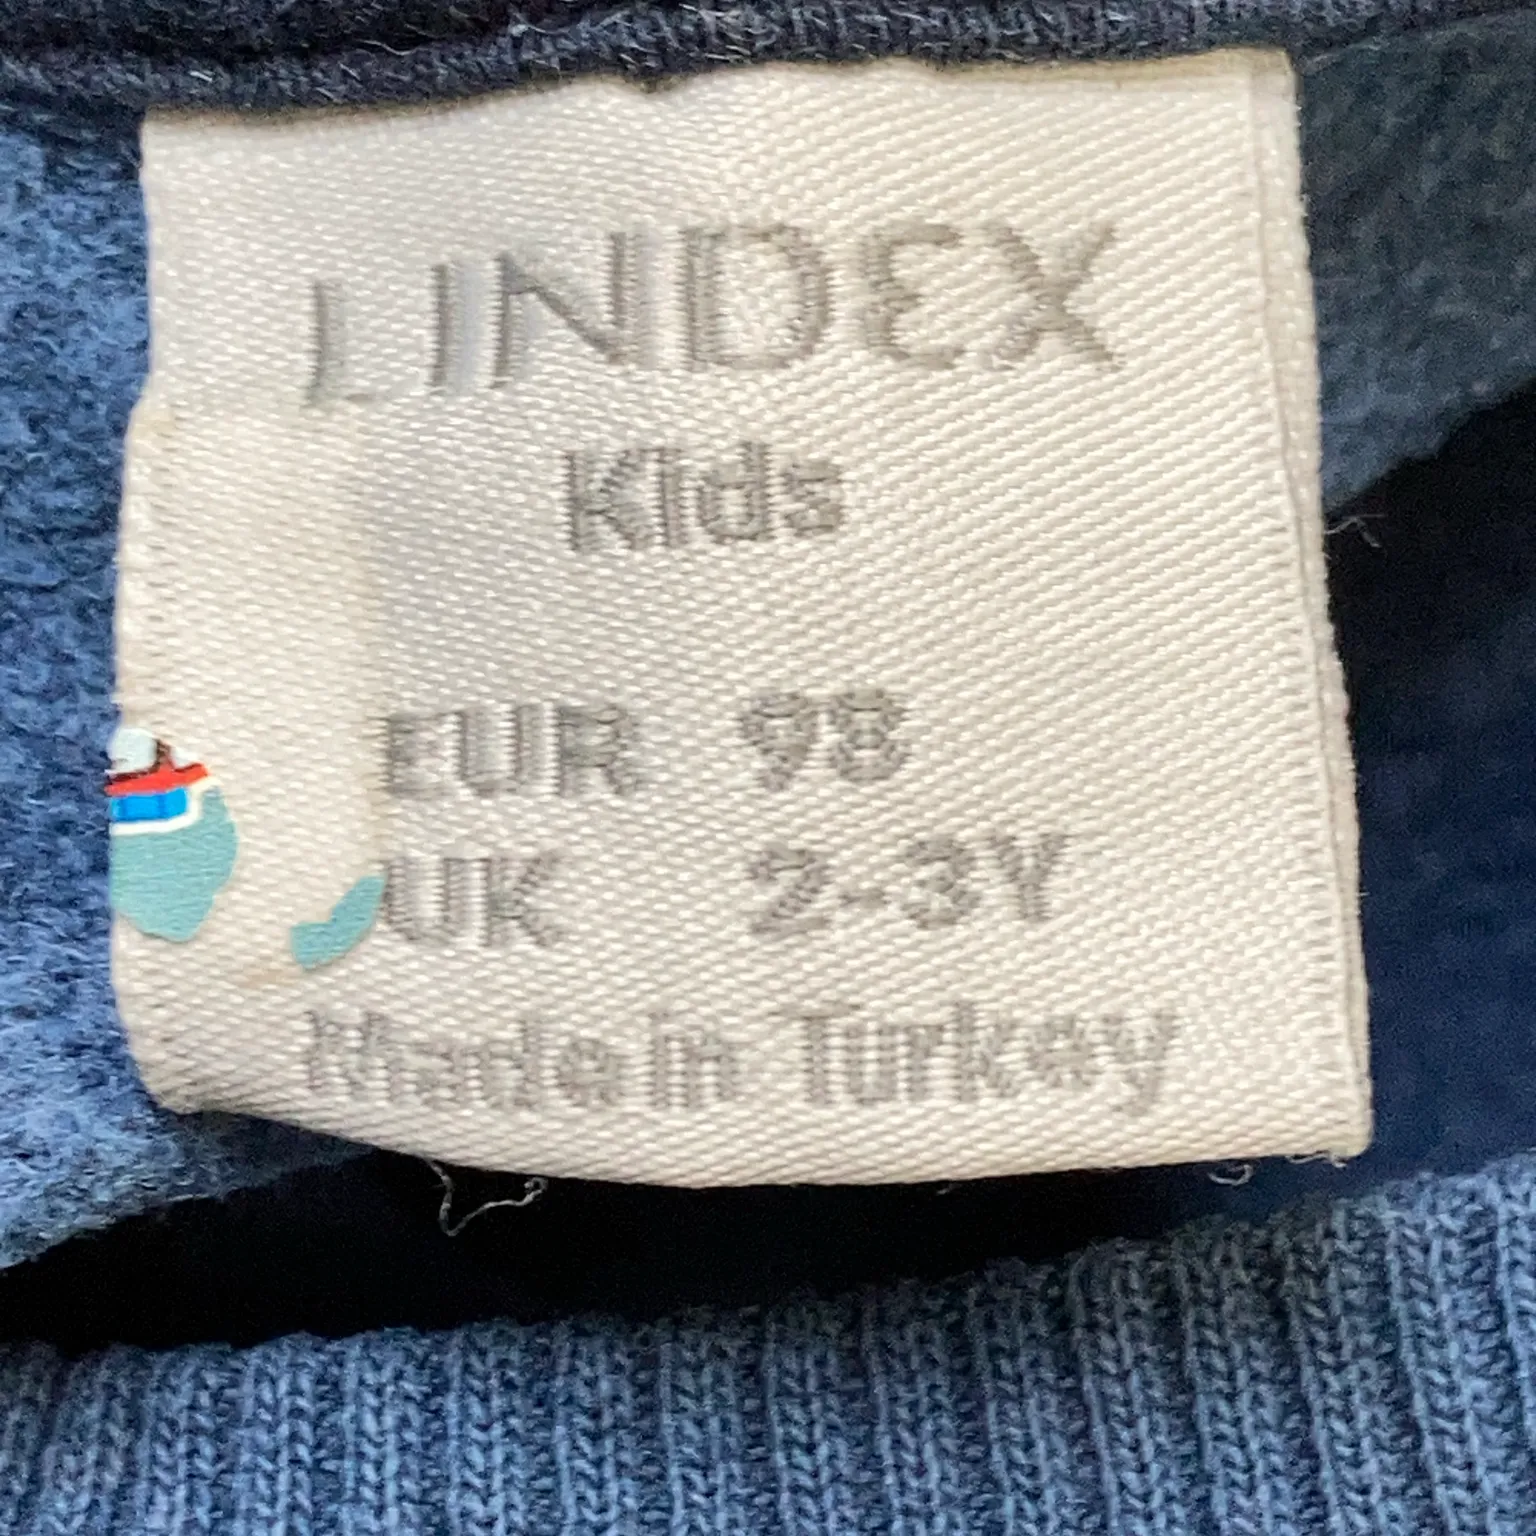 LINDEX
Kids
EUR 98
UK 2-3Y
Made in Turkey